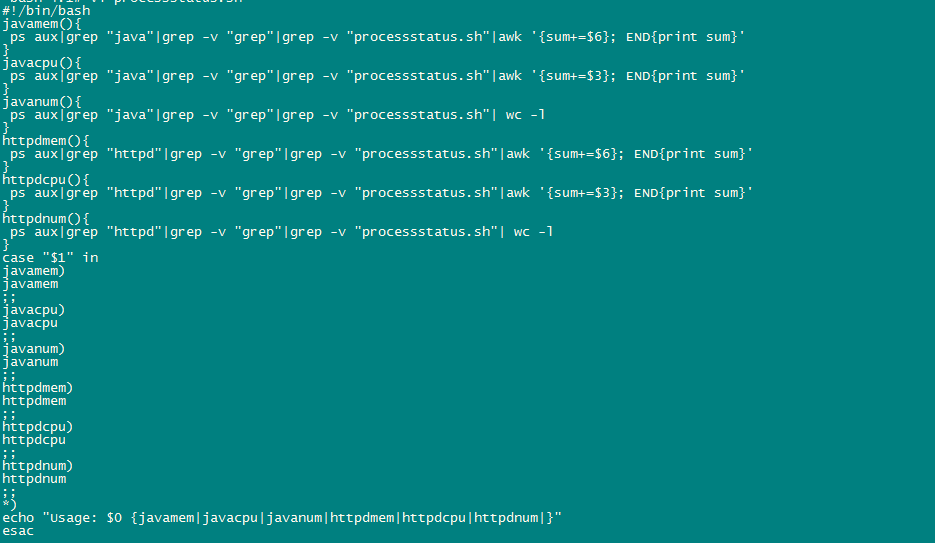 #!/bin/bash
javamem(){
 ps aux|grep "java"|grep -v "grep"|grep -v "processstatus.sh"|awk '{sum+=$6}; END{print sum}'
}
javacpu(){
 ps aux|grep "java"|grep -v "grep"|grep -v "processstatus.sh"|awk '{sum+=$3}; END{print sum}'
}
javanum(){
 ps aux|grep "java"|grep -v "grep"|grep -v "processstatus.sh"| wc -l
}
httpdmem(){
 ps aux|grep "httpd"|grep -v "grep"|grep -v "processstatus.sh"|awk '{sum+=$6}; END{print sum}'
}
httpdcpu(){
 ps aux|grep "httpd"|grep -v "grep"|grep -v "processstatus.sh"|awk '{sum+=$3}; END{print sum}'
}
httpdnum(){
 ps aux|grep "httpd"|grep -v "grep"|grep -v "processstatus.sh"| wc -l
}
case "$1" in
javamem)
javamem
;;
javacpu)
javacpu
;;
javanum)
javanum
;;
httpdmem)
httpdmem
;;
httpdcpu)
httpdcpu
;;
httpdnum)
httpdnum
;;
*)
echo "Usage: $0 {javamem|javacpu|javanum|httpdmem|httpdcpu|httpdnum|}"
esac